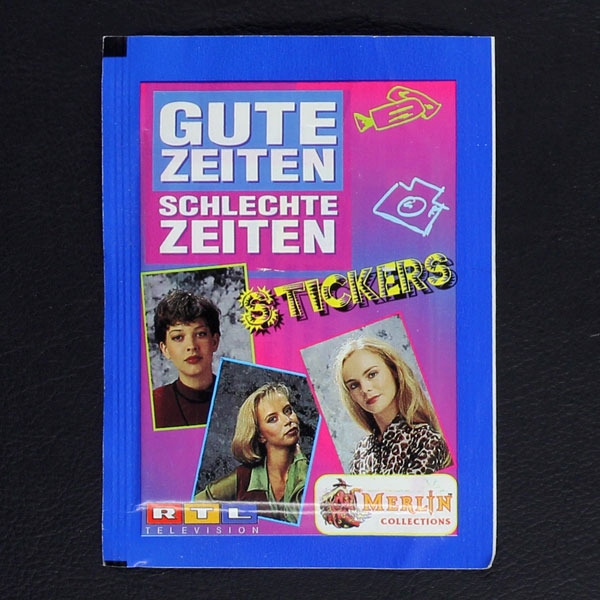 GUTE
ZEITEN
SCHLECHTE
ZEITEN
STICKERS
RTL
TELEVISION
MERLIN
COLLECTIONS